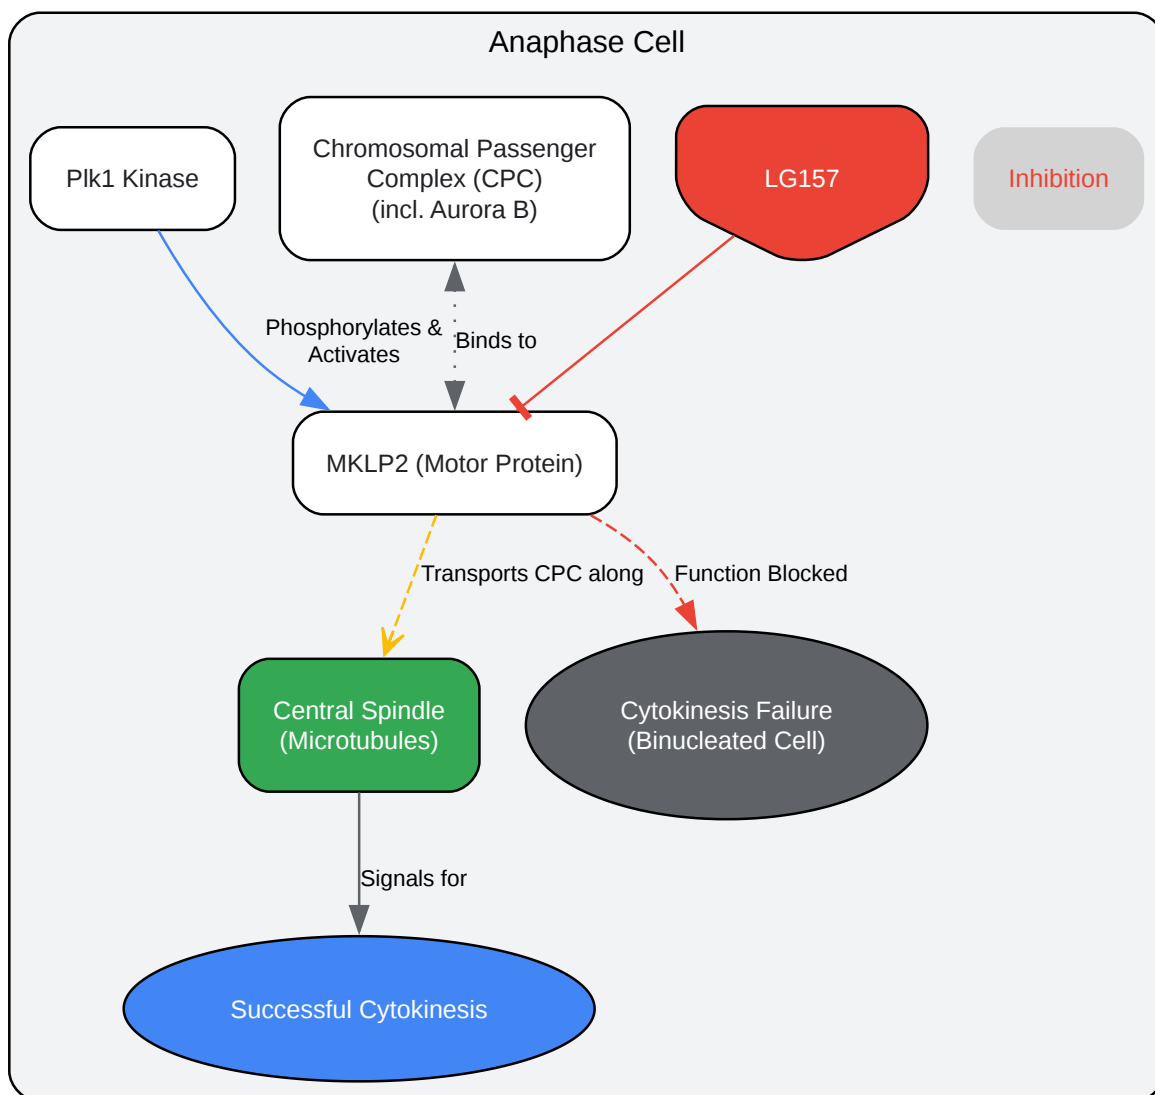 Anaphase Cell
Plk1 Kinase
Chromosomal Passenger
Complex (CPC)
(incl. Aurora B)
LG157
Inhibition
Phosphorylates &
Activates
Binds to
MKLP2 (Motor Protein)
Transports CPC along
Function Blocked
Central Spindle
(Microtubules)
Cytokinesis Failure
(Binucleated Cell)
Signals for
Successful Cytokinesis